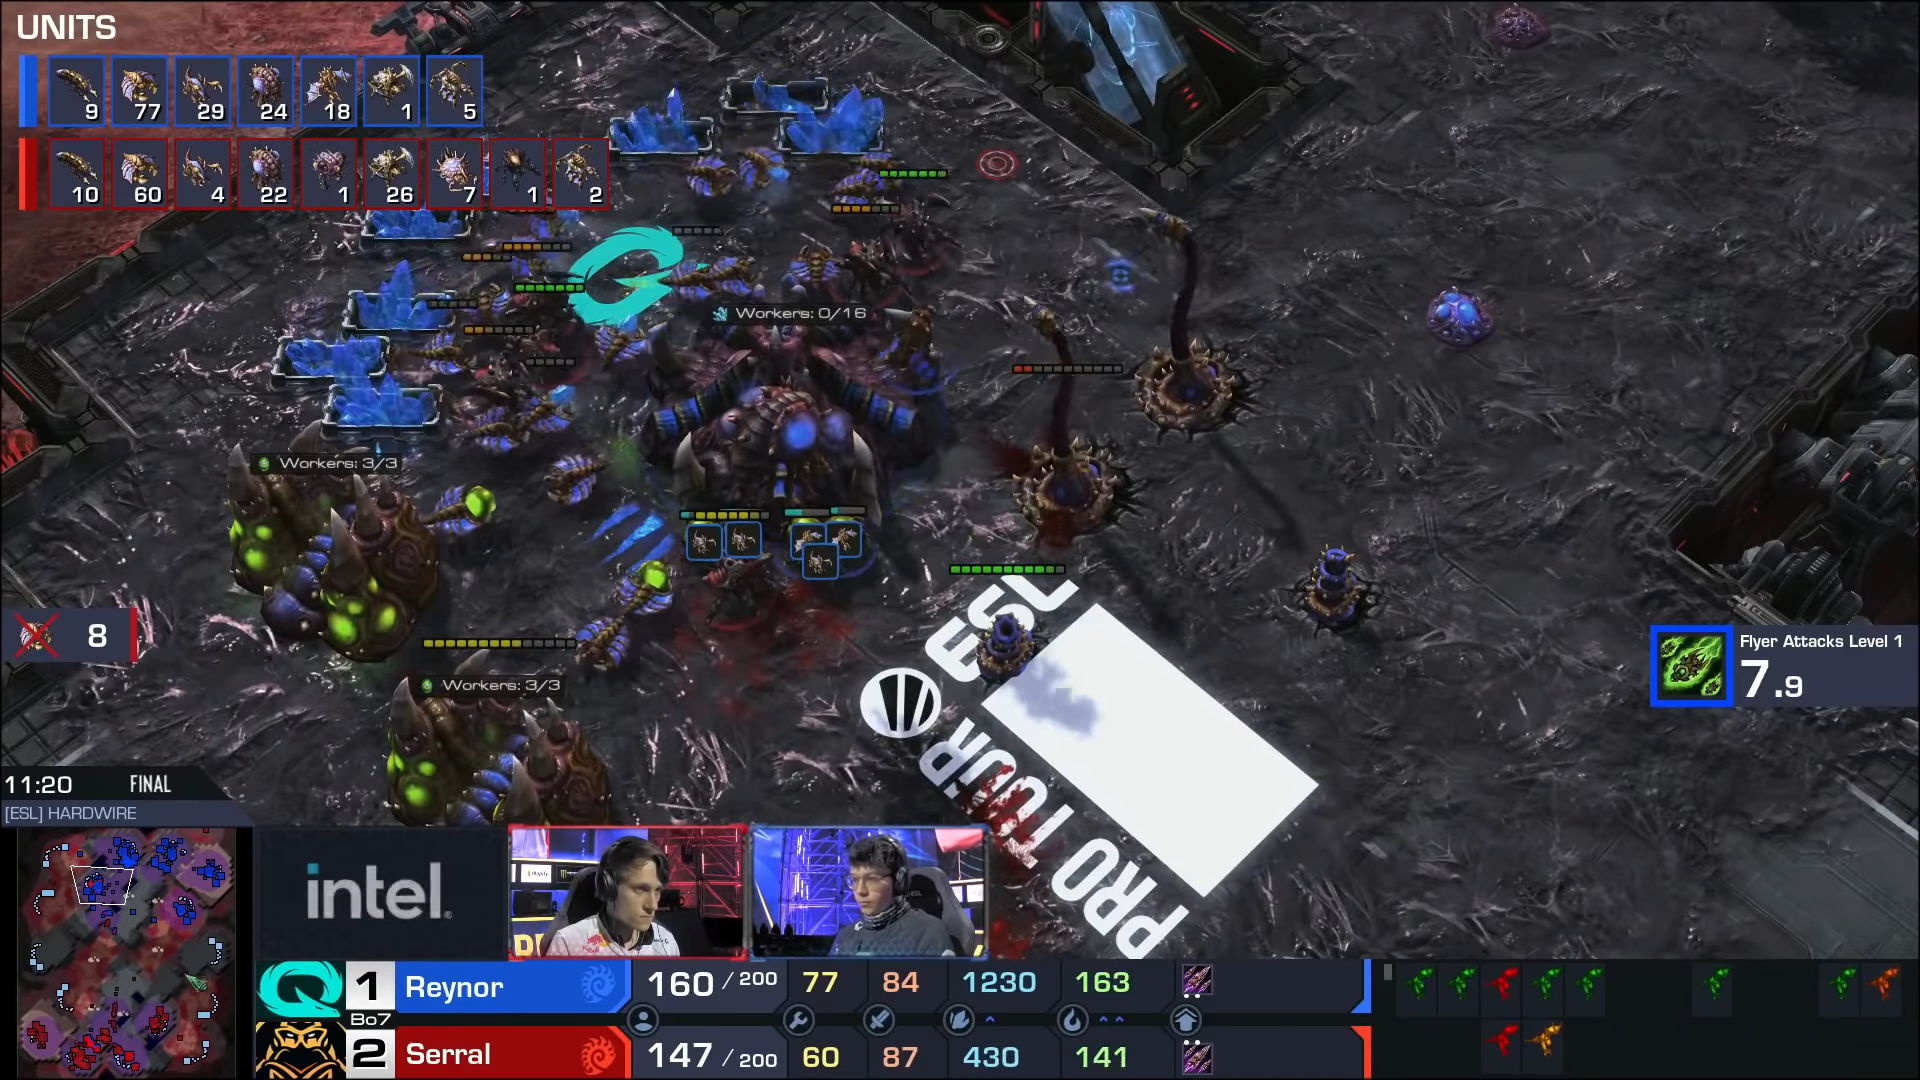 UNITS
9 77 29 24 18 1 5
10 60 4 22 1 26 7 1 2
Workers: 0/16
Workers: 3/3
8
Flyer Attacks Level 1
7.9
Workers: 3/3
ESL
PRO TOUR
11:20 FINAL
[ESL] HARDWIRE
intel.
1 Reynor 160 / 200 77 84 1230 163
Bo7
2 Serral 147 / 200 60 87 430 141